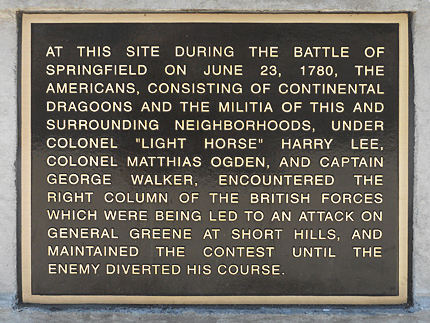 AT THIS SITE DURING THE BATTLE OF
SPRINGFIELD ON JUNE 23, 1780, THE
AMERICANS, CONSISTING OF CONTINENTAL
DRAGOONS AND THE MILITIA OF THIS AND
SURROUNDING NEIGHBORHOODS, UNDER
COLONEL "LIGHT HORSE" HARRY LEE,
COLONEL MATTHIAS OGDEN, AND CAPTAIN
GEORGE WALKER, ENCOUNTERED THE
RIGHT COLUMN OF THE BRITISH FORCES
WHICH WERE BEING LED TO AN ATTACK ON
GENERAL GREENE AT SHORT HILLS, AND
MAINTAINED THE CONTEST UNTIL THE
ENEMY DIVERTED HIS COURSE.